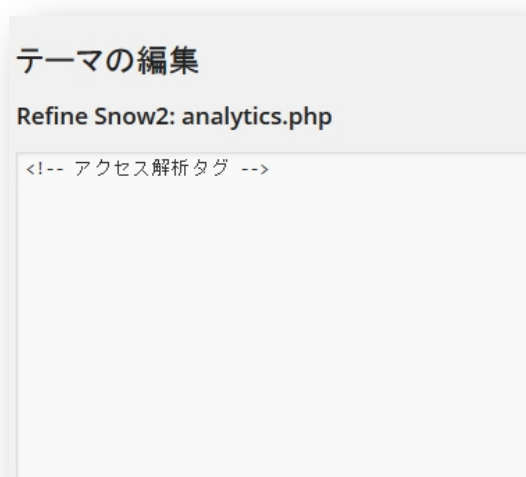 テーマの編集
Refine Snow2: analytics.php
<!-- アクセス解析タグ -->